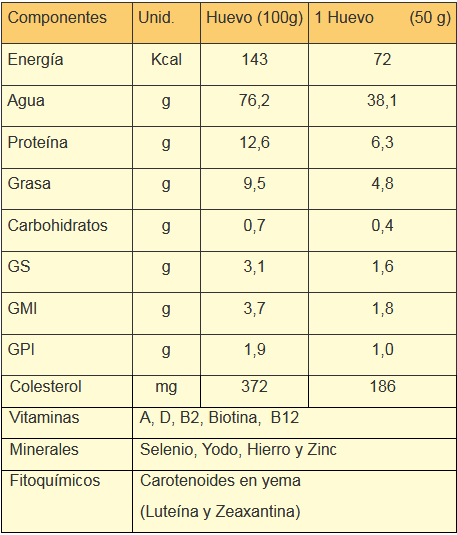 Componentes Unid. Huevo (100g) 1 Huevo (50 g)
Energía Kcal 143 72
Agua g 76,2 38,1
Proteína g 12,6 6,3
Grasa g 9,5 4,8
Carbohidratos g 0,7 0,4
GS g 3,1 1,6
GMI g 3,7 1,8
GPI g 1,9 1,0
Colesterol mg 372 186
Vitaminas A, D, B2, Biotina, B12
Minerales Selenio, Yodo, Hierro y Zinc
Fitoquímicos Carotenoides en yema
(Luteína y Zeaxantina)